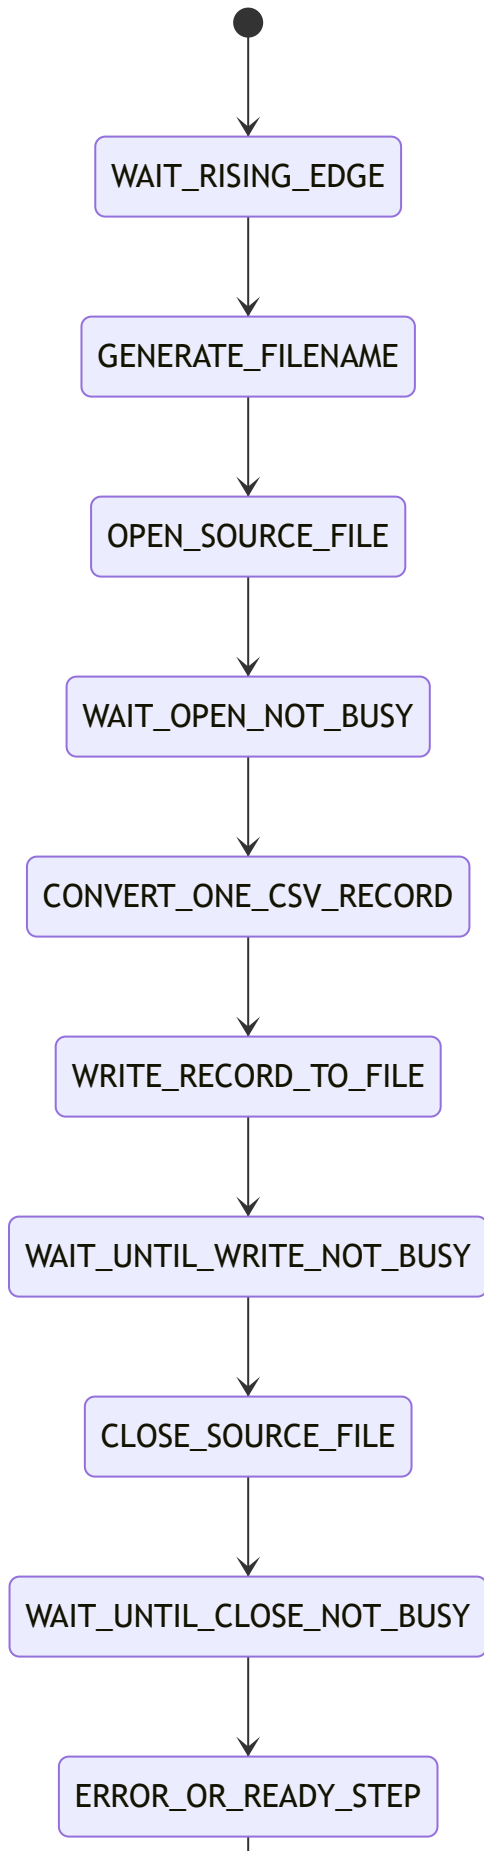 WAIT_RISING_EDGE
GENERATE_FILENAME
OPEN_SOURCE_FILE
WAIT_OPEN_NOT_BUSY
CONVERT_ONE_CSV_RECORD
WRITE_RECORD_TO_FILE
WAIT_UNTIL_WRITE_NOT_BUSY
CLOSE_SOURCE_FILE
WAIT_UNTIL_CLOSE_NOT_BUSY
ERROR_OR_READY_STEP